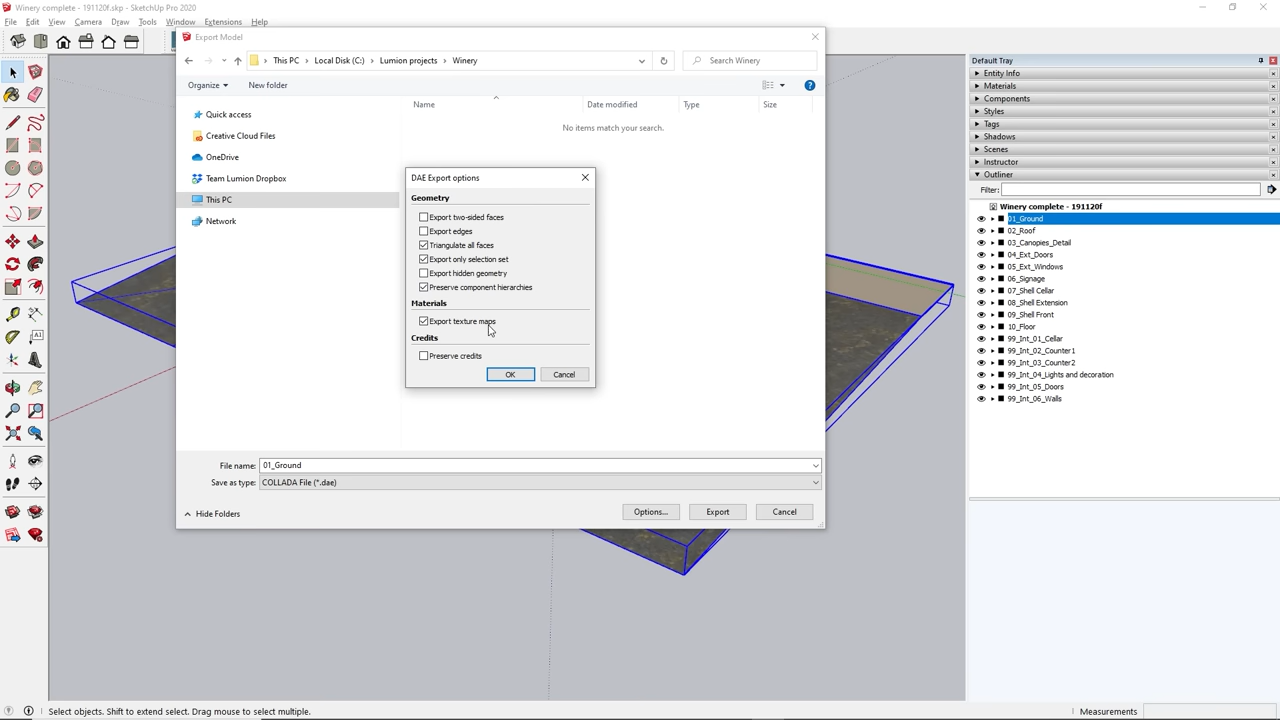 Winery complete - 191120f.skp - SketchUp Pro 2020
File Edit View Camera Draw Tools Window Extensions Help
Export Model
This PC > Local Disk (C:) > Lumion projects > Winery
Search Winery
Organize New folder
Name Date modified Type Size
No items match your search.
Quick access
Creative Cloud Files
OneDrive
Team Lumion Dropbox
This PC
Network
DAE Export options
Geometry
Export two-sided faces
Export edges
Triangulate all faces
Export only selection set
Export hidden geometry
Preserve component hierarchies
Materials
Export texture maps
Credits
Preserve credits
OK Cancel
File name: 01_Ground
Save as type: COLLADA File (*.dae)
Hide Folders
Options... Export Cancel
Default Tray
Entity Info
Materials
Components
Styles
Tags
Shadows
Scenes
Instructor
Outliner
Filter:
Winery complete - 191120f
01_Ground
02_Roof
03_Canopies_Detail
04_Ext_Doors
05_Ext_Windows
06_Signage
07_Shell Cellar
08_Shell Extension
09_Shell Front
10_Floor
99_Int_01_Cellar
99_Int_02_Counter1
99_Int_03_Counter2
99_Int_04_Lights and decoration
99_Int_05_Doors
99_Int_06_Walls
Select objects. Shift to extend select. Drag mouse to select multiple.
Measurements